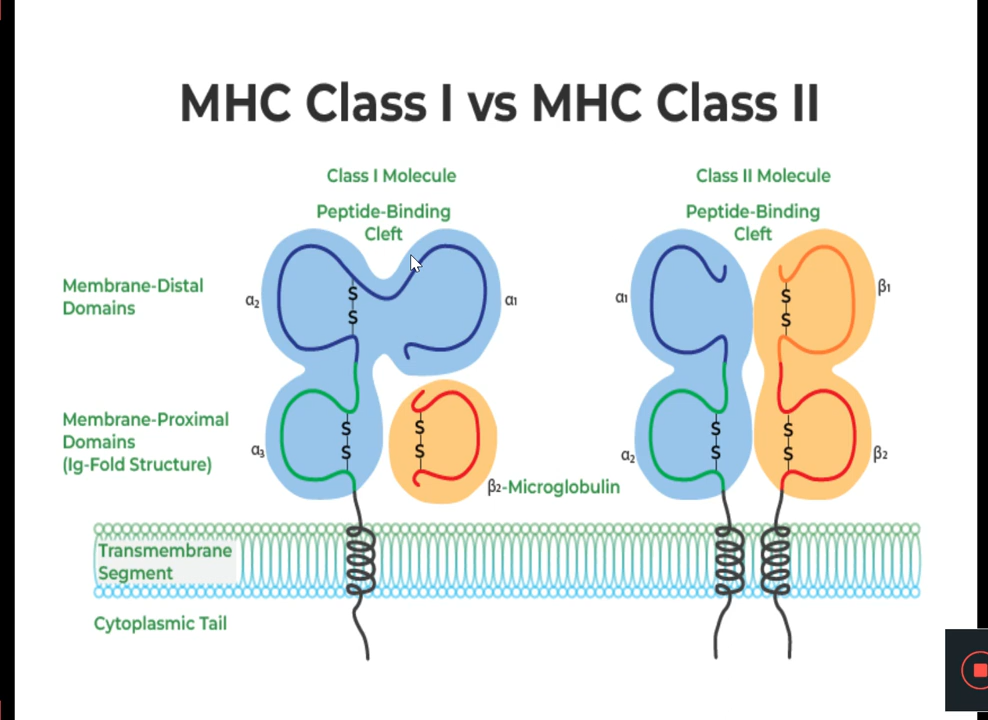 MHC Class I vs MHC Class II
Class I Molecule
Class II Molecule
Peptide-Binding
Cleft
Peptide-Binding
Cleft
Membrane-Distal
Domains
α₂
S
S
α₁
α₁
S
S
β₁
Membrane-Proximal
Domains
(Ig-Fold Structure)
α₃
S
S
S
S
β₂-Microglobulin
α₂
S
S
S
S
β₂
Transmembrane
Segment
Cytoplasmic Tail